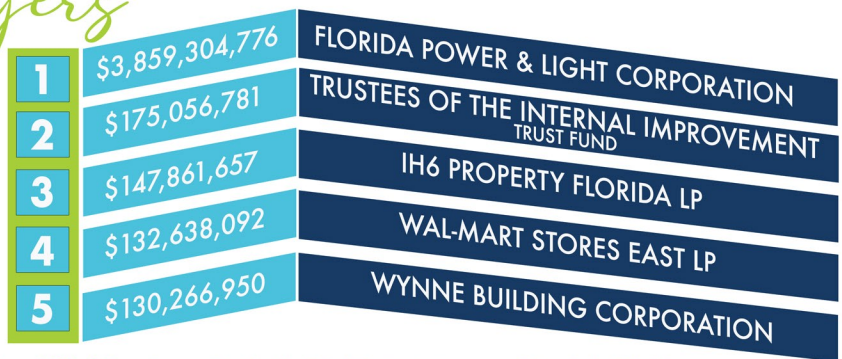 1 $3,859,304,776 FLORIDA POWER & LIGHT CORPORATION
2 $175,056,781 TRUSTEES OF THE INTERNAL IMPROVEMENT
TRUST FUND
3 $147,861,657 IH6 PROPERTY FLORIDA LP
4 $132,638,092 WAL-MART STORES EAST LP
5 $130,266,950 WYNNE BUILDING CORPORATION